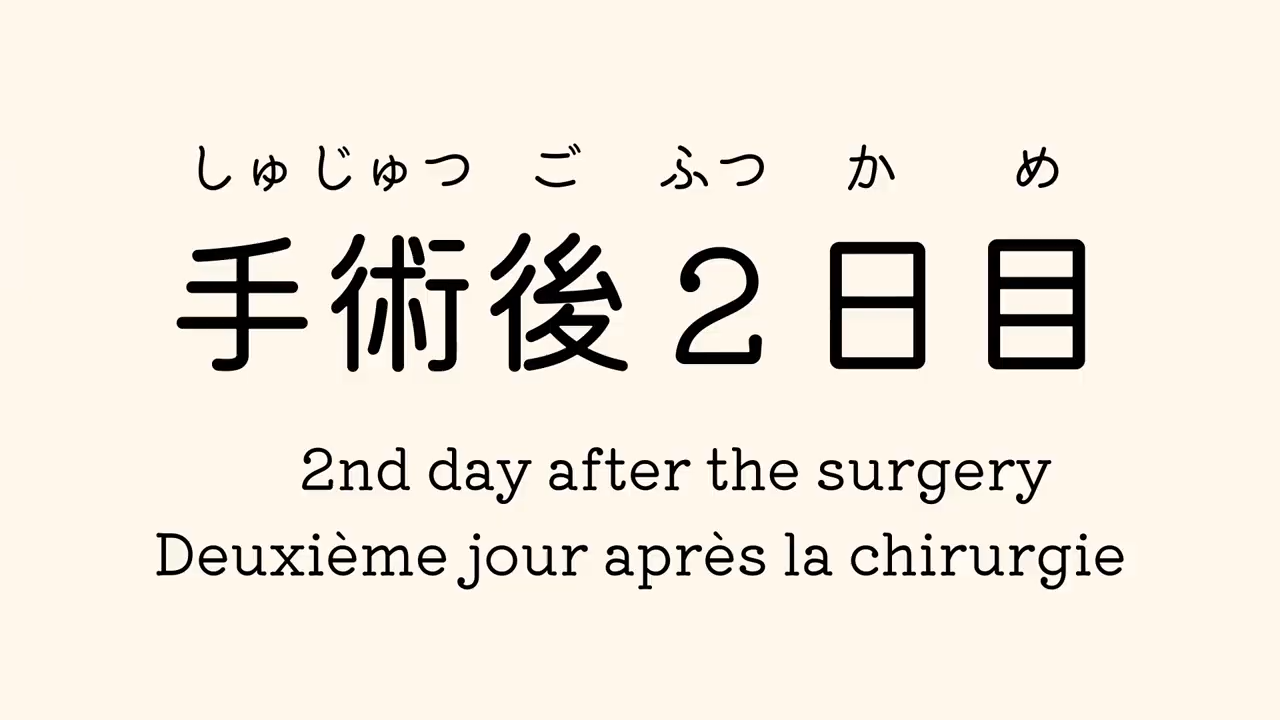 しゅじゅつ ご ふつ か め
手術後２日目
2nd day after the surgery
Deuxième jour après la chirurgie